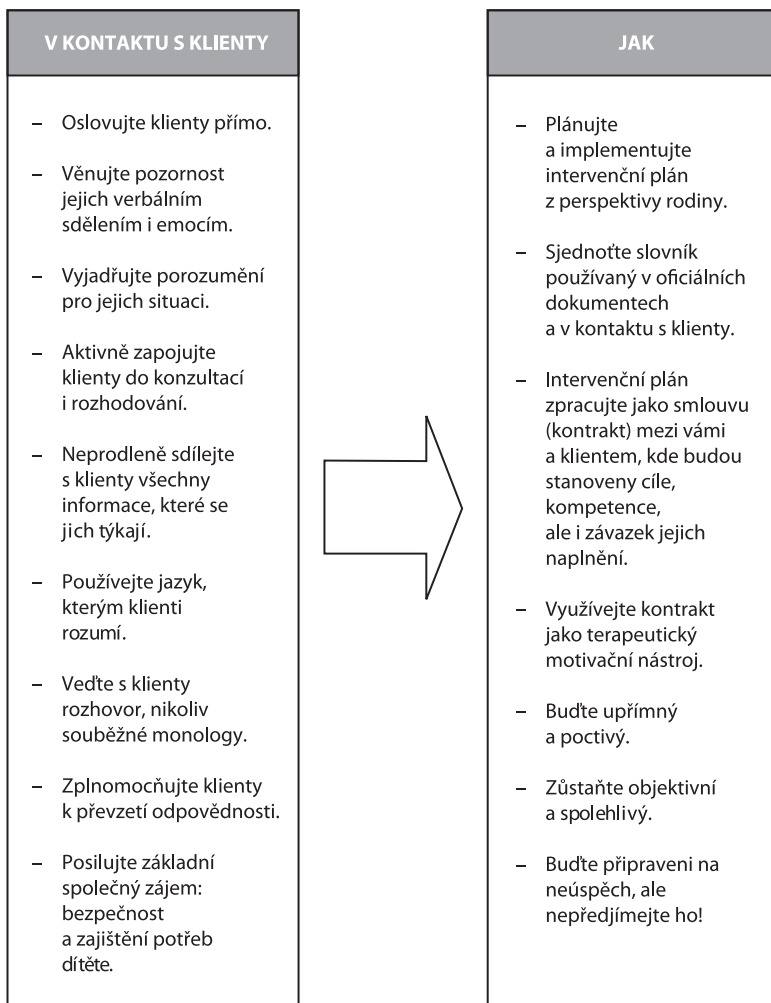 V KONTAKTU S KLIENTY
– Oslovujte klienty přímo.
– Věnujte pozornost
jejich verbálním
sdělením i emocím.
– Vyjadřujte porozumění
pro jejich situaci.
– Aktivně zapojujte
klienty do konzultací
i rozhodování.
– Neprodleně sdílejte
s klienty všechny
informace, které se
jich týkají.
– Používejte jazyk,
kterým klienti
rozumí.
– Veďte s klienty
rozhovor, nikoliv
souběžné monology.
– Zplnomocňujte klienty
k převzetí odpovědnosti.
– Posilujte základní
společný zájem:
bezpečnost
a zajištění potřeb
dítěte.
JAK
– Plánujte
a implementujte
intervenční plán
z perspektivy rodiny.
– Sjednoťte slovník
používaný v oficiálních
dokumentech
a v kontaktu s klienty.
– Intervenční plán
zpracujte jako smlouvu
(kontrakt) mezi vámi
a klientem, kde budou
stanoveny cíle,
kompetence,
ale i závazek jejich
naplnění.
– Využívejte kontrakt
jako terapeutický
motivační nástroj.
– Buďte upřímný
a poctivý.
– Zůstaňte objektivní
a spolehlivý.
– Buďte připraveni na
neúspěch, ale
nepředjímejte ho!